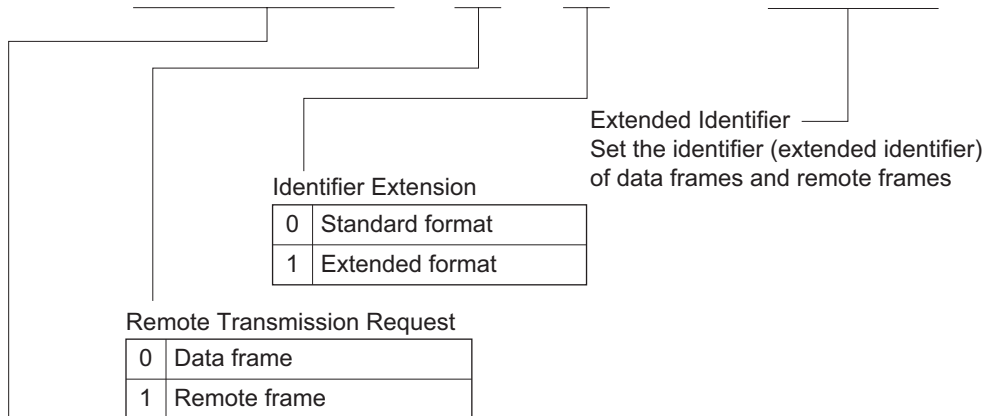 Extended Identifier
Set the identifier (extended identifier)
of data frames and remote frames
Identifier Extension
0 Standard format
1 Extended format
Remote Transmission Request
0 Data frame
1 Remote frame